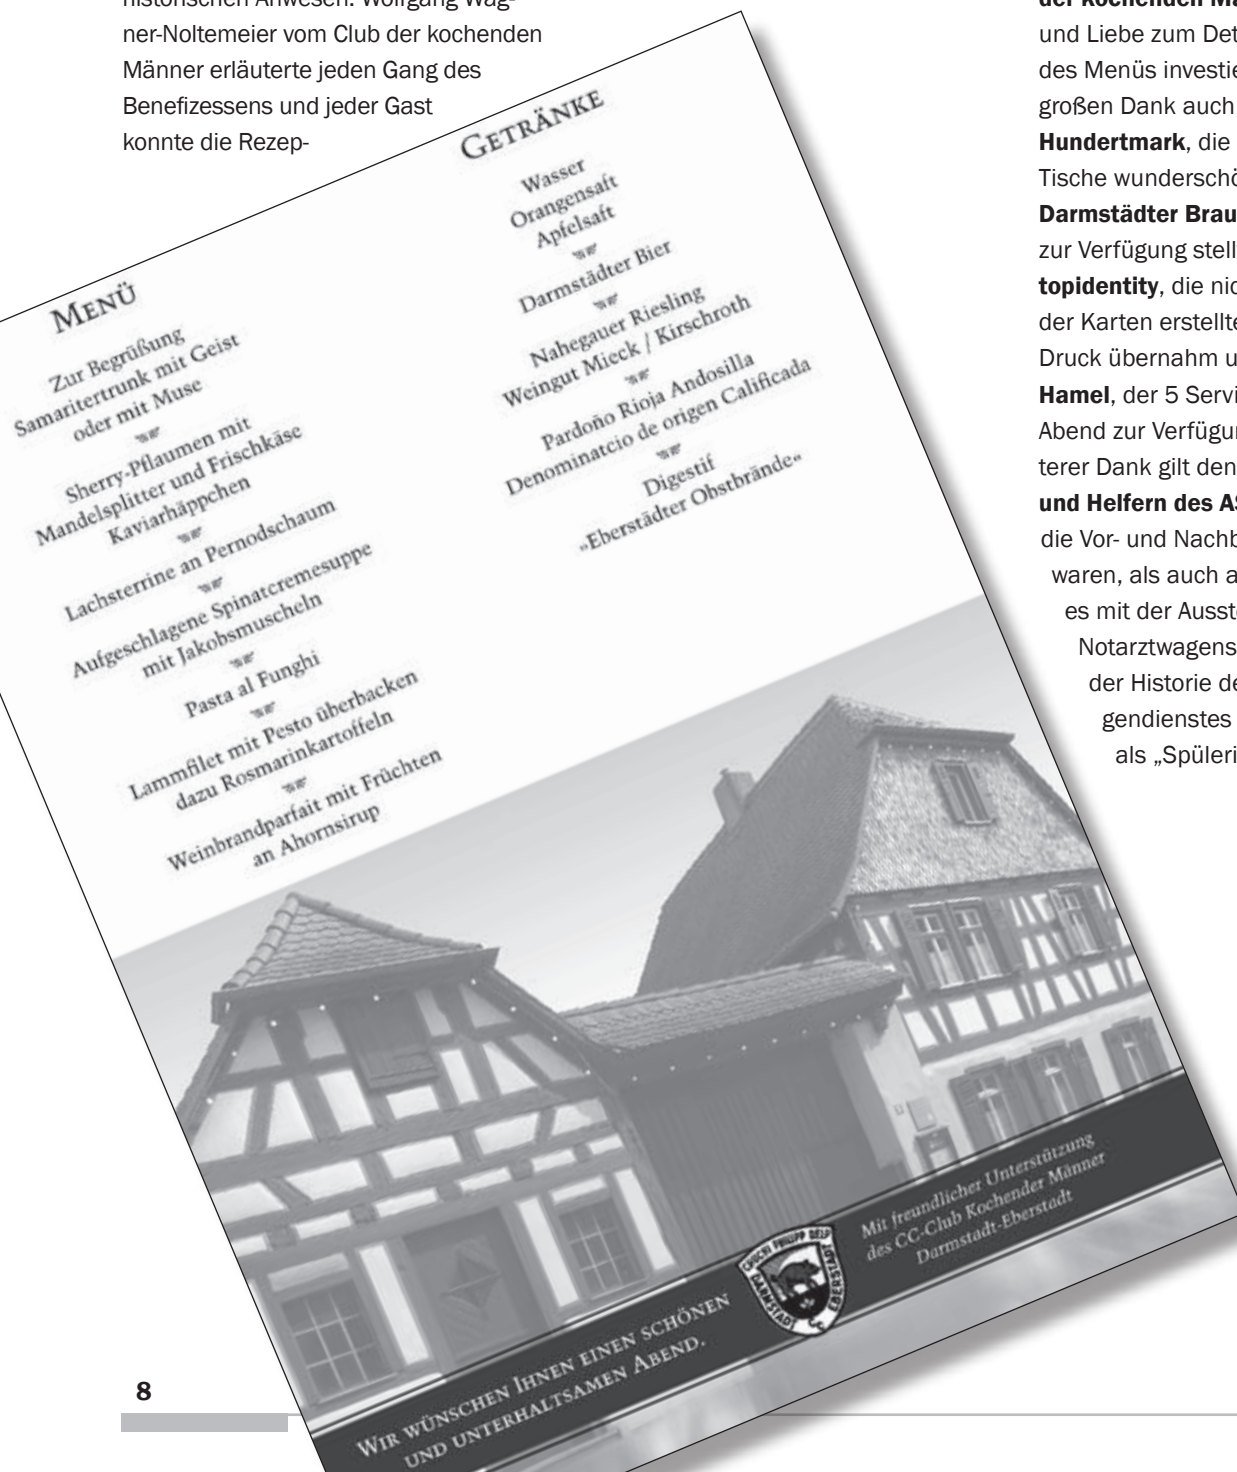 historischen Anwesen. Wolfgang Wag-
ner-Noltemeier vom Club der kochenden
Männer erläuterte jeden Gang des
Benefizessens und jeder Gast
konnte die Rezep-
MENÜ
Zur Begrüßung
Samaritertrunk mit Geist
oder mit Muse
Sherry-Pflaumen mit
Mandelsplitter und Frischkäse
Kaviarhäppchen
Lachsterrine an Pernodschaum
Aufgeschlagene Spinatcremesuppe
mit Jakobsmuscheln
Pasta al Funghi
Lammfilet mit Pesto überbacken
dazu Rosmarinkartoffeln
Weinbrandparfait mit Früchten
an Ahornsirup
GETRÄNKE
Wasser
Orangensaft
Apfelsaft
Darmstädter Bier
Nahegauer Riesling
Weingut Mieck / Kirschroth
Pardoño Rioja Andosilla
Denominatcio de origen Calificada
Digestif
»Eberstädter Obstbrände«
WIR WÜNSCHEN IHNEN EINEN SCHÖNEN
UND UNTERHALTSAMEN ABEND.
CHUCHI PHILIPP
DARMSTADT
EBERSTADT
Mit freundlicher Unterstützung
des CC-Club Kochender Männer
Darmstadt-Eberstadt
der kochenden
und Liebe zum Det
des Menüs investie
großen Dank auch
Hundertmark, die
Tische wunderschö
Darmstädter Brau
zur Verfügung stell
topidentity, die nic
der Karten erstellte
Druck übernahm u
Hamel, der 5 Servi
Abend zur Verfügu
terer Dank gilt den
und Helfern des AS
die Vor- und Nachb
waren, als auch a
es mit der Ausst
Notarztwagens
der Historie de
gendienstes
als „Spüleri
8